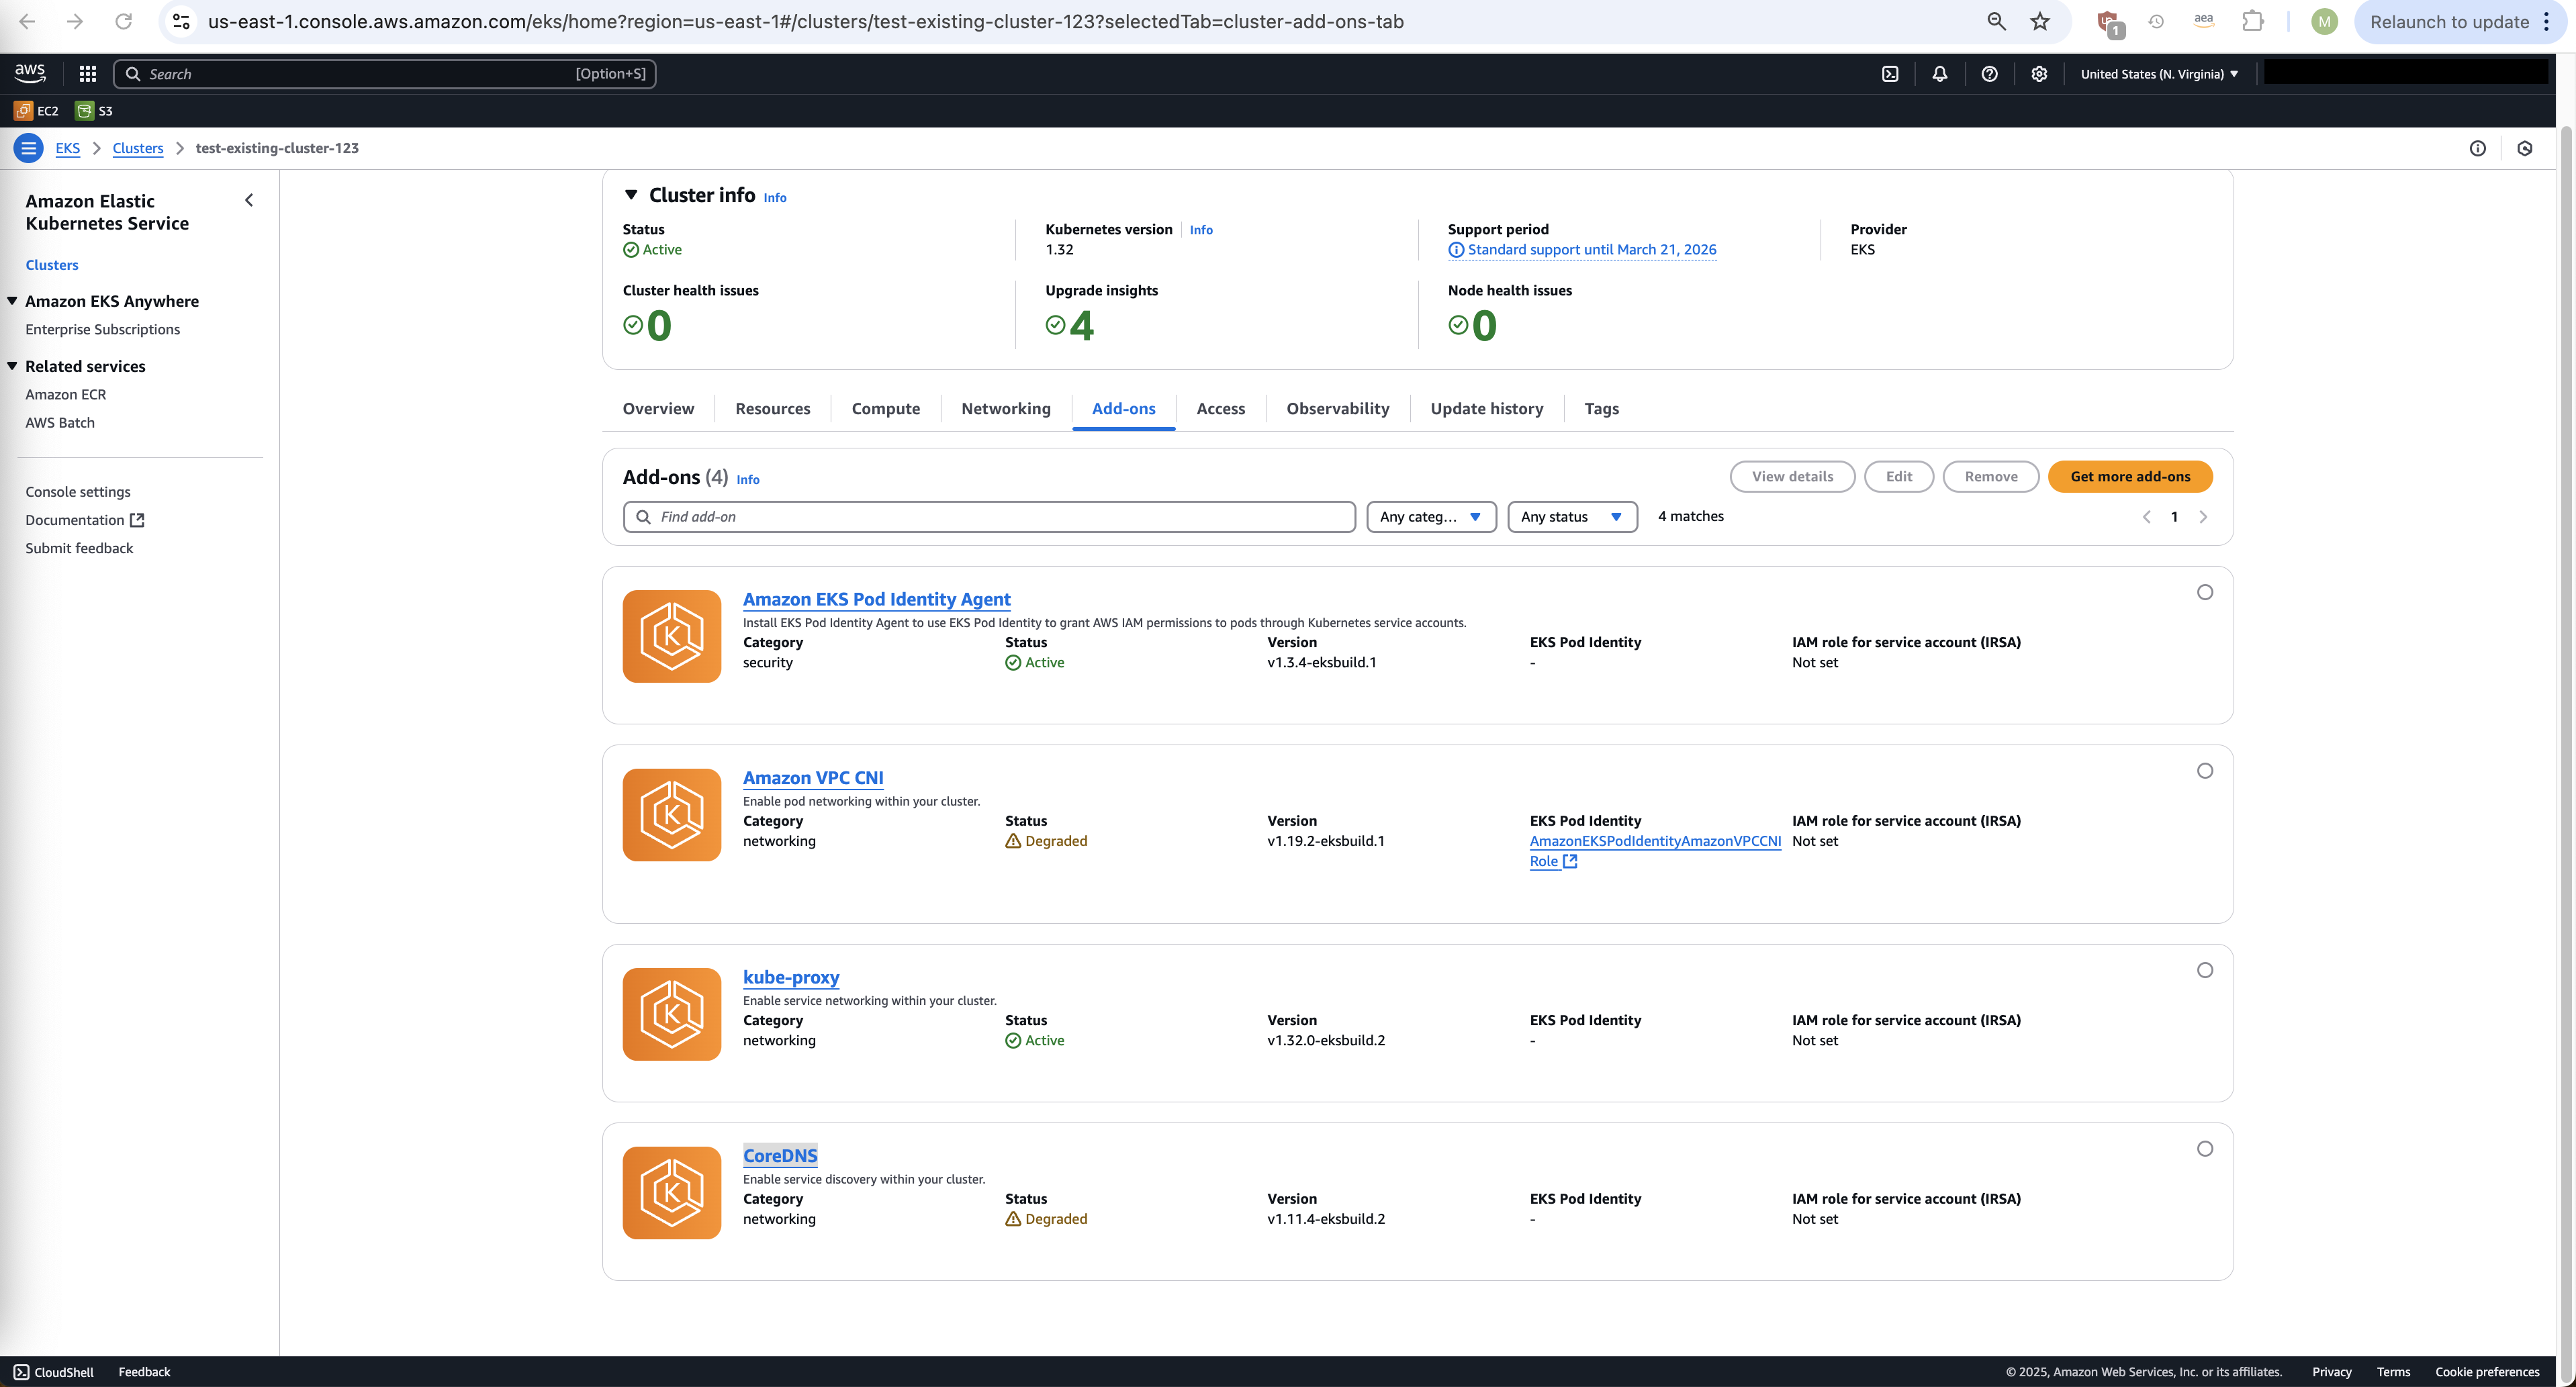 us-east-1.console.aws.amazon.com/eks/home?region=us-east-1#/clusters/test-existing-cluster-123?selectedTab=cluster-add-ons-tab
1
aea
M
Relaunch to update
aws
Search
[Option+S]
United States (N. Virginia)
EC2
S3
EKS
Clusters
test-existing-cluster-123
Amazon Elastic
Kubernetes Service
Clusters
Amazon EKS Anywhere
Enterprise Subscriptions
Related services
Amazon ECR
AWS Batch
Console settings
Documentation
Submit feedback
Cluster info Info
Status
Active
Kubernetes version Info
1.32
Support period
Standard support until March 21, 2026
Provider
EKS
Cluster health issues
0
Upgrade insights
4
Node health issues
0
Overview Resources Compute Networking Add-ons Access Observability Update history Tags
Add-ons (4) Info
View details Edit Remove Get more add-ons
Find add-on
Any categ...
Any status
4 matches
1
Amazon EKS Pod Identity Agent
Install EKS Pod Identity Agent to use EKS Pod Identity to grant AWS IAM permissions to pods through Kubernetes service accounts.
Category Status Version EKS Pod Identity IAM role for service account (IRSA)
security Active v1.3.4-eksbuild.1 - Not set
Amazon VPC CNI
Enable pod networking within your cluster.
Category Status Version EKS Pod Identity IAM role for service account (IRSA)
networking Degraded v1.19.2-eksbuild.1 AmazonEKSPodIdentityAmazonVPCCNI Not set
Role
kube-proxy
Enable service networking within your cluster.
Category Status Version EKS Pod Identity IAM role for service account (IRSA)
networking Active v1.32.0-eksbuild.2 - Not set
CoreDNS
Enable service discovery within your cluster.
Category Status Version EKS Pod Identity IAM role for service account (IRSA)
networking Degraded v1.11.4-eksbuild.2 - Not set
CloudShell
Feedback
© 2025, Amazon Web Services, Inc. or its affiliates.
Privacy
Terms
Cookie preferences